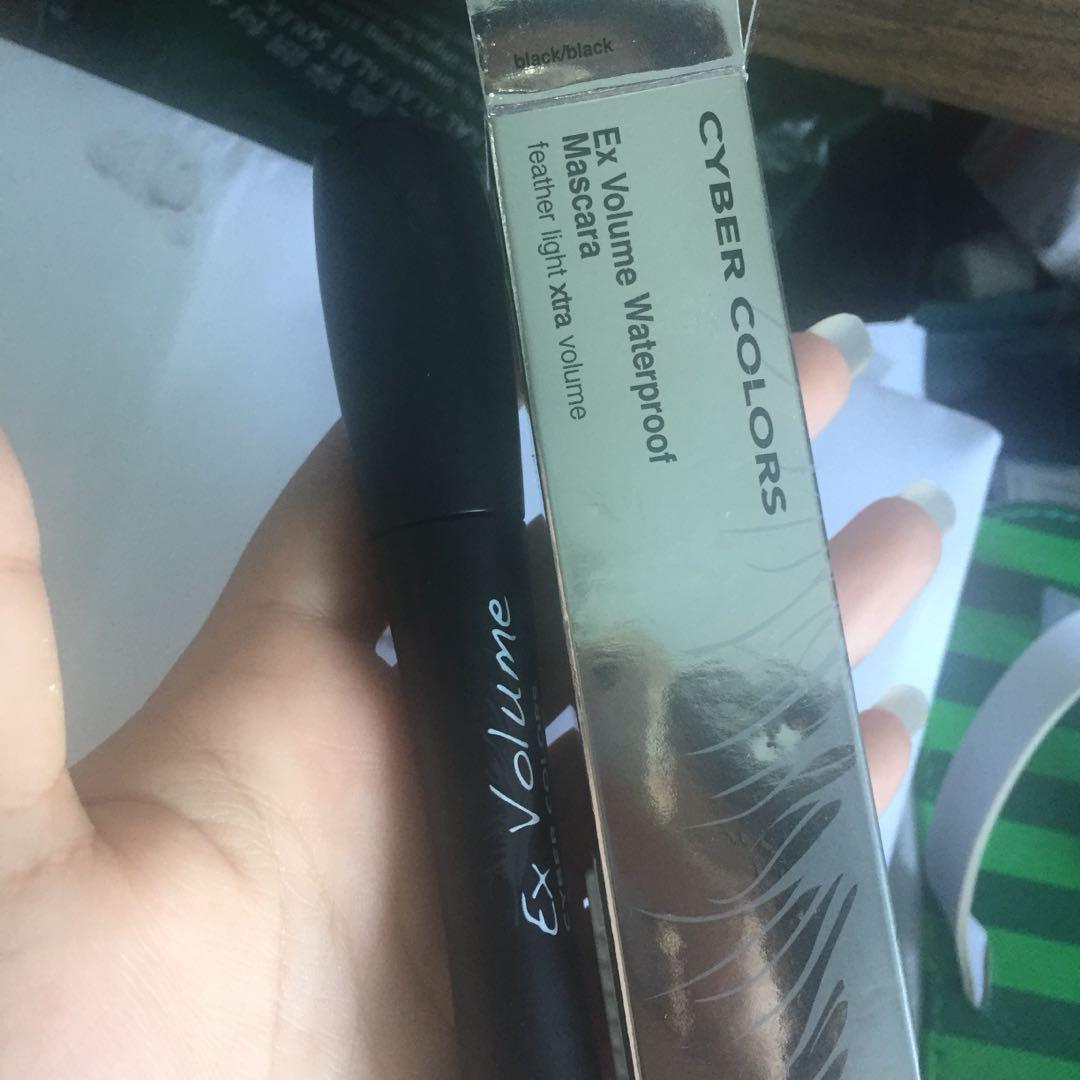 black/black
CYBER COLORS
Ex Volume Waterproof
Mascara
feather light xtra volume
Ex Volume